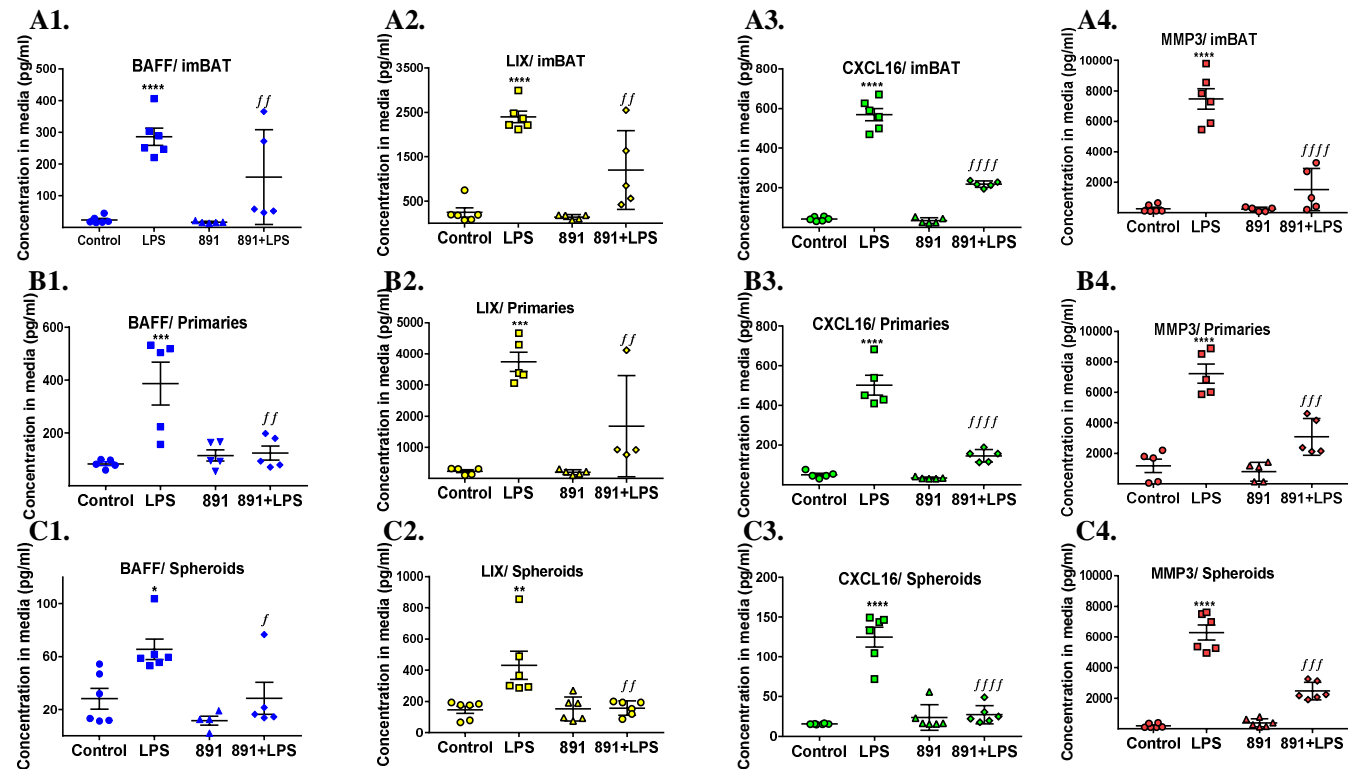 A1.
Concentration in media (pg/ml)
BAFF/ imBAT
500
400
300
200
100
****
ƒƒ
Control LPS 891 891+LPS
A2.
Concentration in media (pg/ml)
LIX/ imBAT
3500
2500
1500
500
****
ƒƒ
Control LPS 891 891+LPS
A3.
Concentration in media (pg/ml)
CXCL16/ imBAT
800
600
400
200
****
ƒƒƒƒ
Control LPS 891 891+LPS
A4.
Concentration in media (pg/ml)
MMP3/ imBAT
10000
8000
6000
4000
2000
****
ƒƒƒƒ
Control LPS 891 891+LPS
B1.
Concentration in media (pg/ml)
BAFF/ Primaries
600
400
200
***
ƒƒ
Control LPS 891 891+LPS
B2.
Concentration in media (pg/ml)
LIX/ Primaries
5000
4000
3000
2000
1000
***
ƒƒ
Control LPS 891 891+LPS
B3.
Concentration in media (pg/ml)
CXCL16/ Primaries
800
600
400
200
****
ƒƒƒƒ
Control LPS 891 891+LPS
B4.
Concentration in media (pg/ml)
MMP3/ Primaries
10000
8000
6000
4000
2000
****
ƒƒƒ
Control LPS 891 891+LPS
C1.
Concentration in media (pg/ml)
BAFF/ Spheroids
100
60
20
*
ƒ
Control LPS 891 891+LPS
C2.
Concentration in media (pg/ml)
LIX/ Spheroids
1000
800
600
400
200
0
**
ƒƒ
Control LPS 891 891+LPS
C3.
Concentration in media (pg/ml)
CXCL16/ Spheroids
200
150
100
50
0
****
ƒƒƒƒ
Control LPS 891 891+LPS
C4.
Concentration in media (pg/ml)
MMP3/ Spheroids
10000
8000
6000
4000
2000
****
ƒƒƒ
Control LPS 891 891+LPS